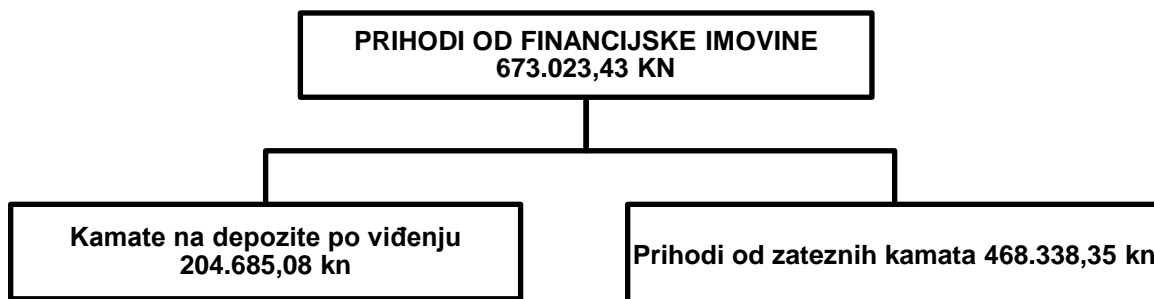 PRIHODI OD FINANCIJSKE IMOVINE
673.023,43 KN
Kamate na depozite po viđenju
204.685,08 kn
Prihodi od zateznih kamata 468.338,35 kn